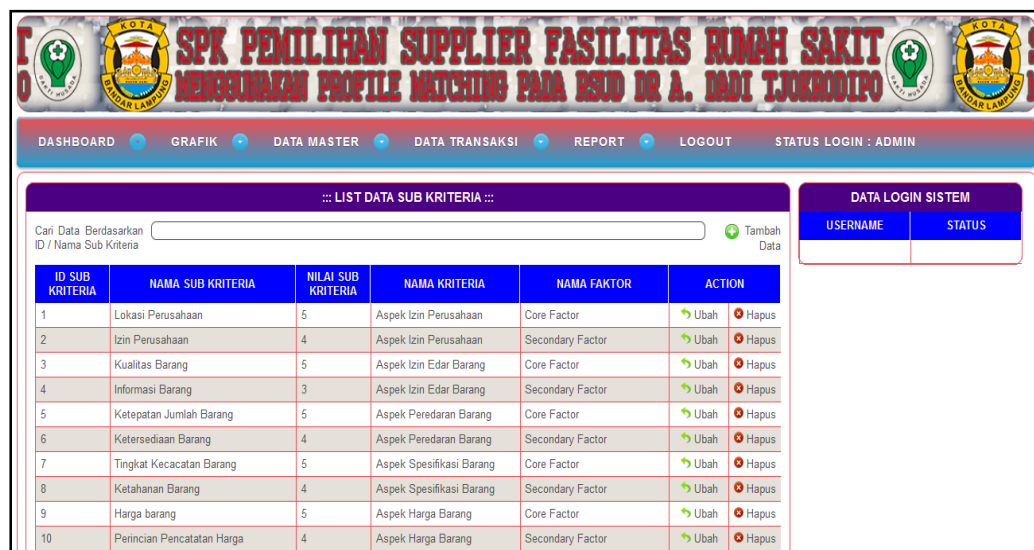 T SPK PEMILIHAN SUPPLIER FASILITAS RUMAH SAKIT S
O MENGGUNAKAN PROFILE MATCHING PADA RSUD DR A. DADI TJOKRODIPO M
KOTA
BANDAR LAMPUNG
BAKTI HUSADA
BAKTI HUSADA
KOTA
BANDAR LAMPUNG
DASHBOARD GRAFIK DATA MASTER DATA TRANSAKSI REPORT LOGOUT STATUS LOGIN : ADMIN
::: LIST DATA SUB KRITERIA :::
Cari Data Berdasarkan
ID / Nama Sub Kriteria
Tambah
Data
ID SUB KRITERIA NAMA SUB KRITERIA NILAI SUB KRITERIA NAMA KRITERIA NAMA FAKTOR ACTION
1 Lokasi Perusahaan 5 Aspek Izin Perusahaan Core Factor Ubah Hapus
2 Izin Perusahaan 4 Aspek Izin Perusahaan Secondary Factor Ubah Hapus
3 Kualitas Barang 5 Aspek Izin Edar Barang Core Factor Ubah Hapus
4 Informasi Barang 3 Aspek Izin Edar Barang Secondary Factor Ubah Hapus
5 Ketepatan Jumlah Barang 5 Aspek Peredaran Barang Core Factor Ubah Hapus
6 Ketersediaan Barang 4 Aspek Peredaran Barang Secondary Factor Ubah Hapus
7 Tingkat Kecacatan Barang 5 Aspek Spesifikasi Barang Core Factor Ubah Hapus
8 Ketahanan Barang 4 Aspek Spesifikasi Barang Secondary Factor Ubah Hapus
9 Harga barang 5 Aspek Harga Barang Core Factor Ubah Hapus
10 Perincian Pencatatan Harga 4 Aspek Harga Barang Secondary Factor Ubah Hapus
DATA LOGIN SISTEM
USERNAME STATUS